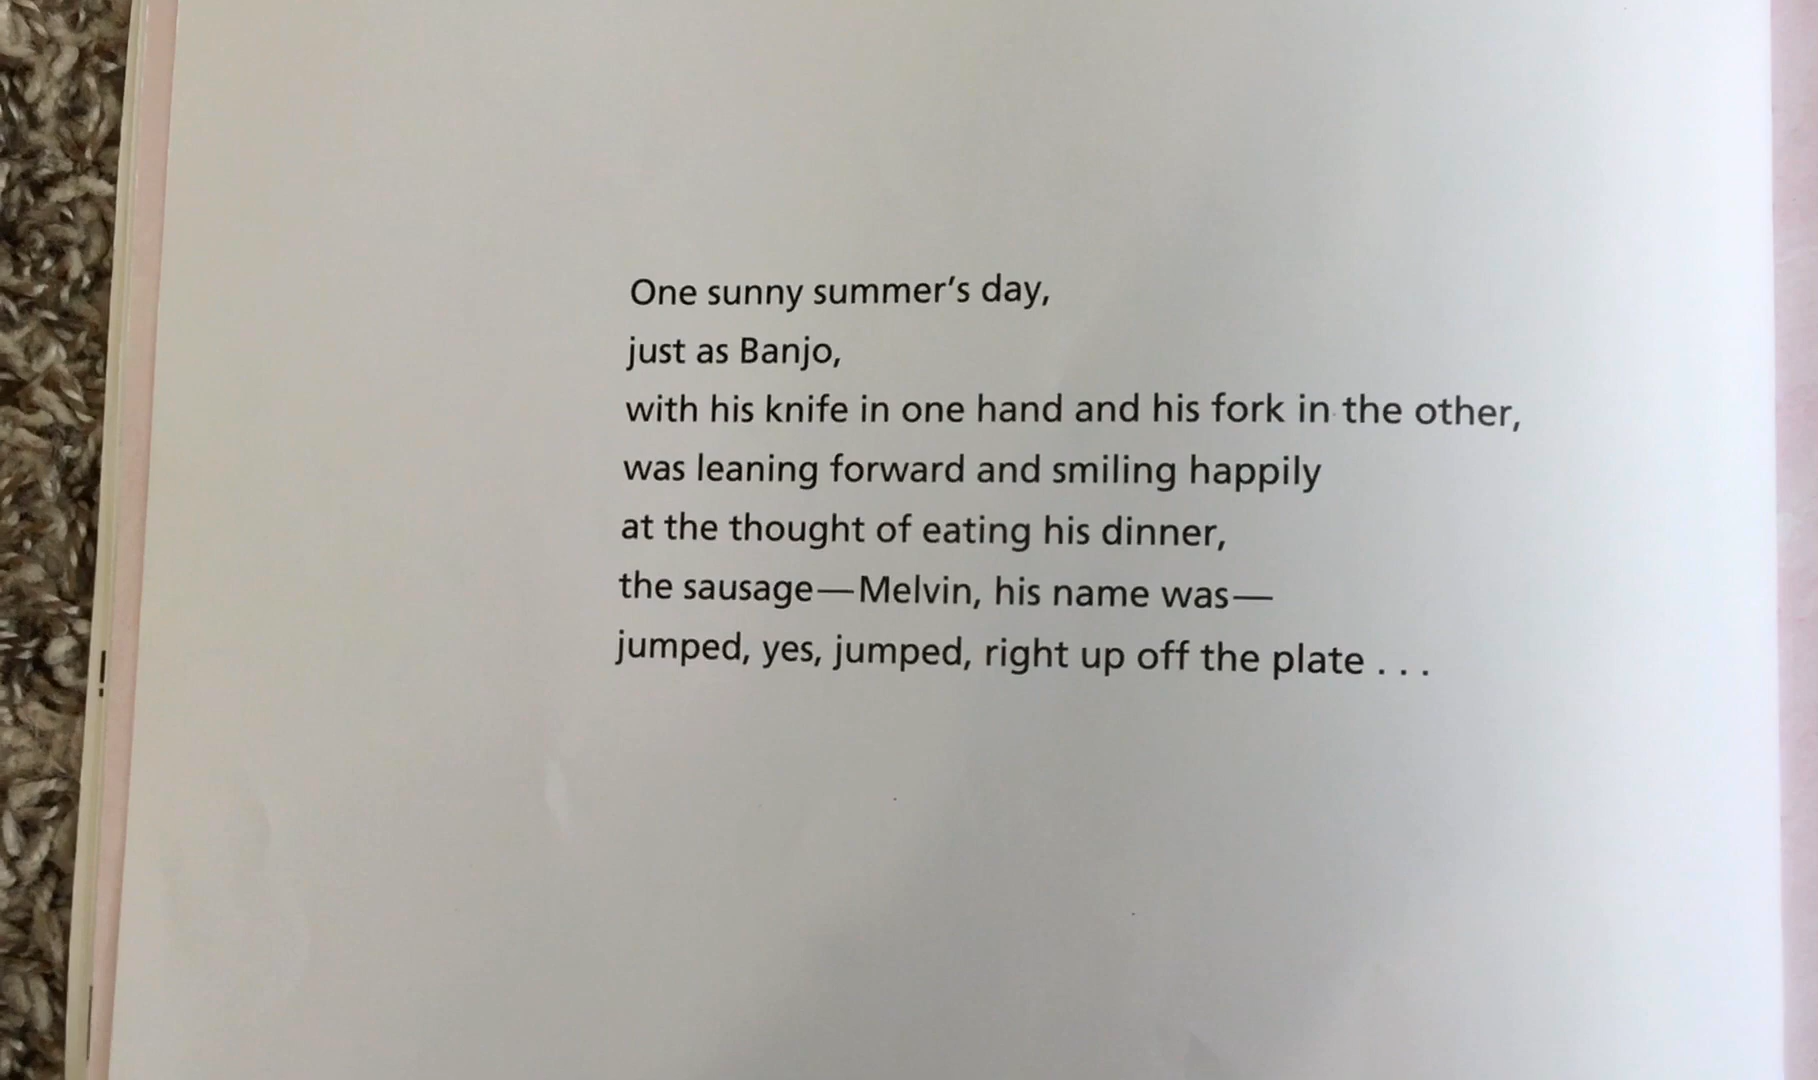 One sunny summer’s day,
just as Banjo,
with his knife in one hand and his fork in the other,
was leaning forward and smiling happily
at the thought of eating his dinner,
the sausage—Melvin, his name was—
jumped, yes, jumped, right up off the plate . . .
!